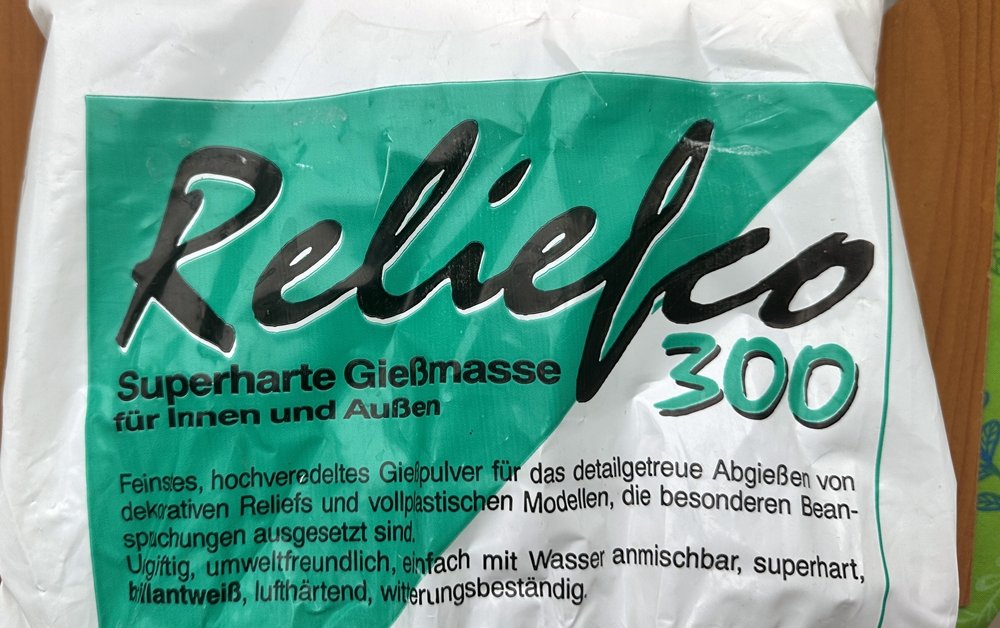 Reliefco
300
Superharte Gießmasse
für Innen und Außen
Feinstes, hochveredeltes Gießpulver für das detailgetreue Abgießen von
dekorativen Reliefs und vollplastischen Modellen, die besonderen Bean-
spruchungen ausgesetzt sind.
Ungiftig, umweltfreundlich, einfach mit Wasser anmischbar, superhart,
brillantweiß, lufthärtend, witterungsbeständig.